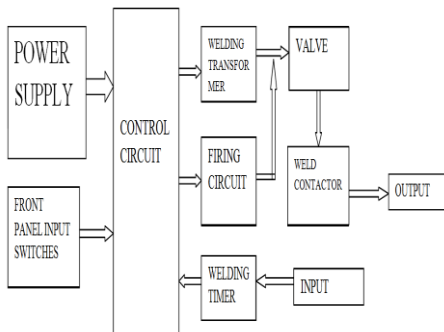 POWER
SUPPLY
FRONT
PANEL INPUT
SWITCHES
CONTROL
CIRCUIT
WELDING
TRANSFOR
MER
FIRING
CIRCUIT
WELDING
TIMER
VALVE
WELD
CONTACTOR
OUTPUT
INPUT